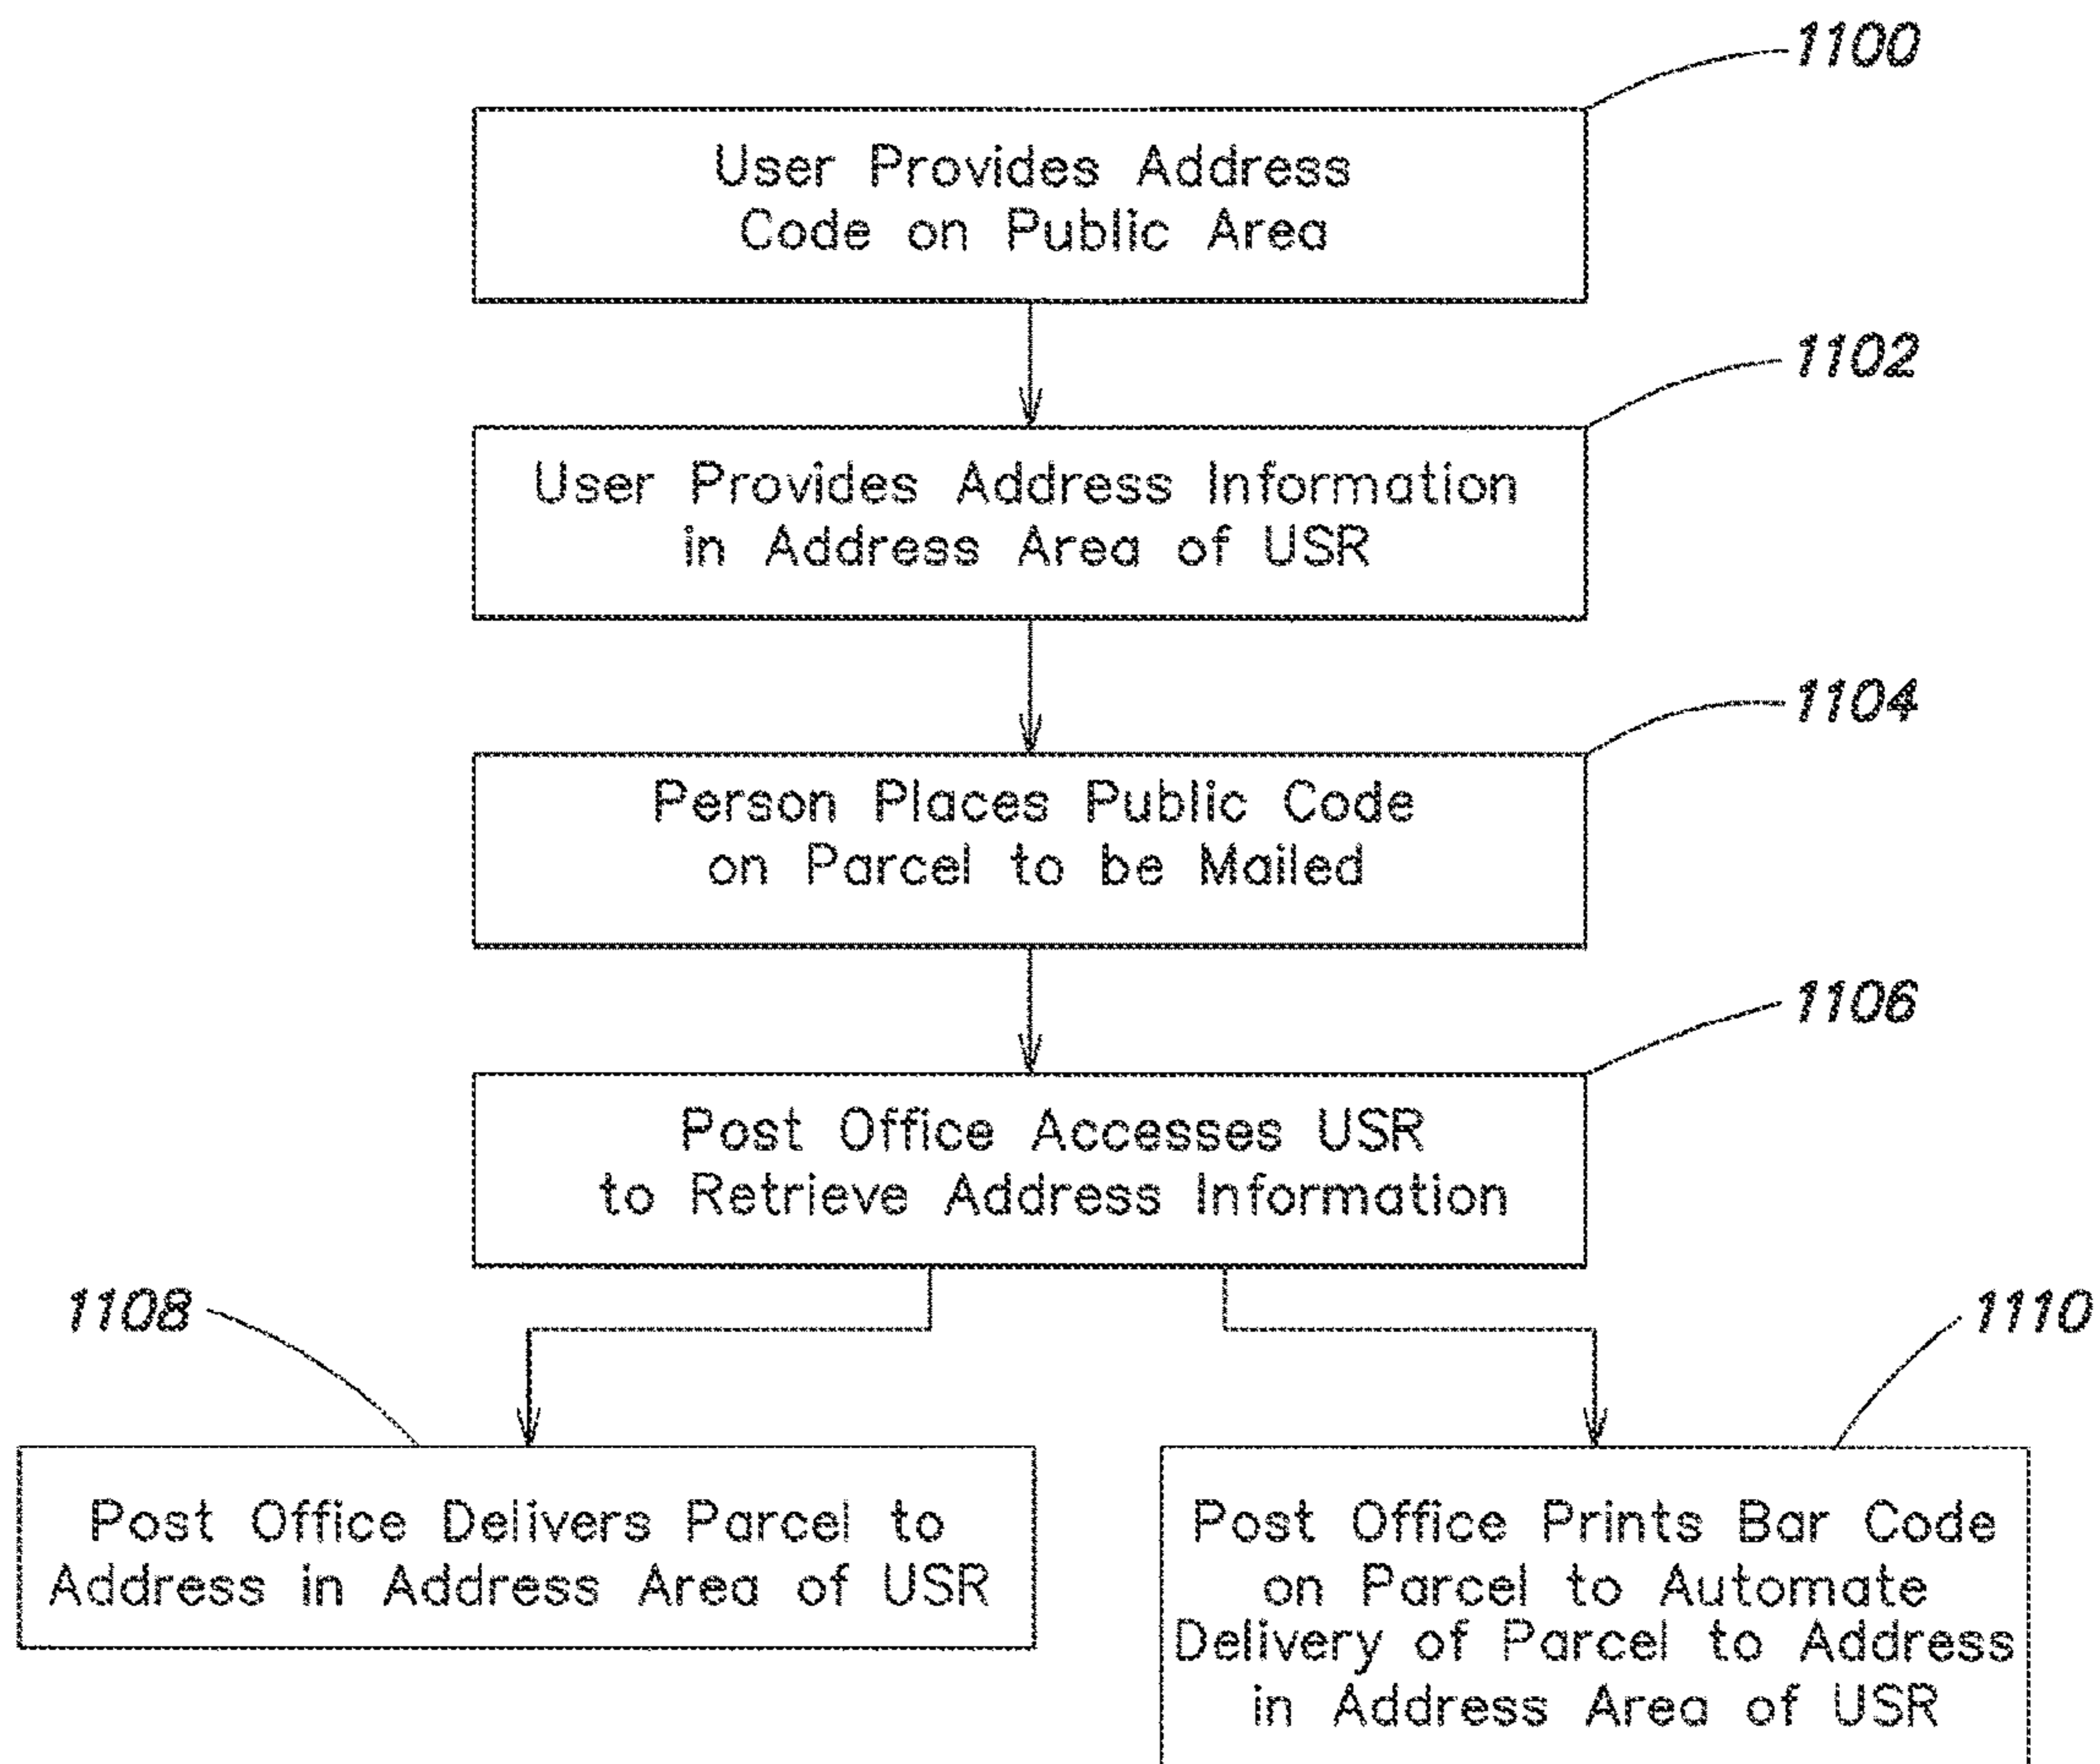 1100
User Provides Address
Code on Public Area
1102
User Provides Address Information
in Address Area of USR
1104
Person Places Public Code
on Parcel to be Mailed
1106
Post Office Accesses USR
to Retrieve Address Information
1108
Post Office Delivers Parcel to
Address in Address Area of USR
1110
Post Office Prints Bar Code
on Parcel to Automate
Delivery of Parcel to Address
in Address Area of USR